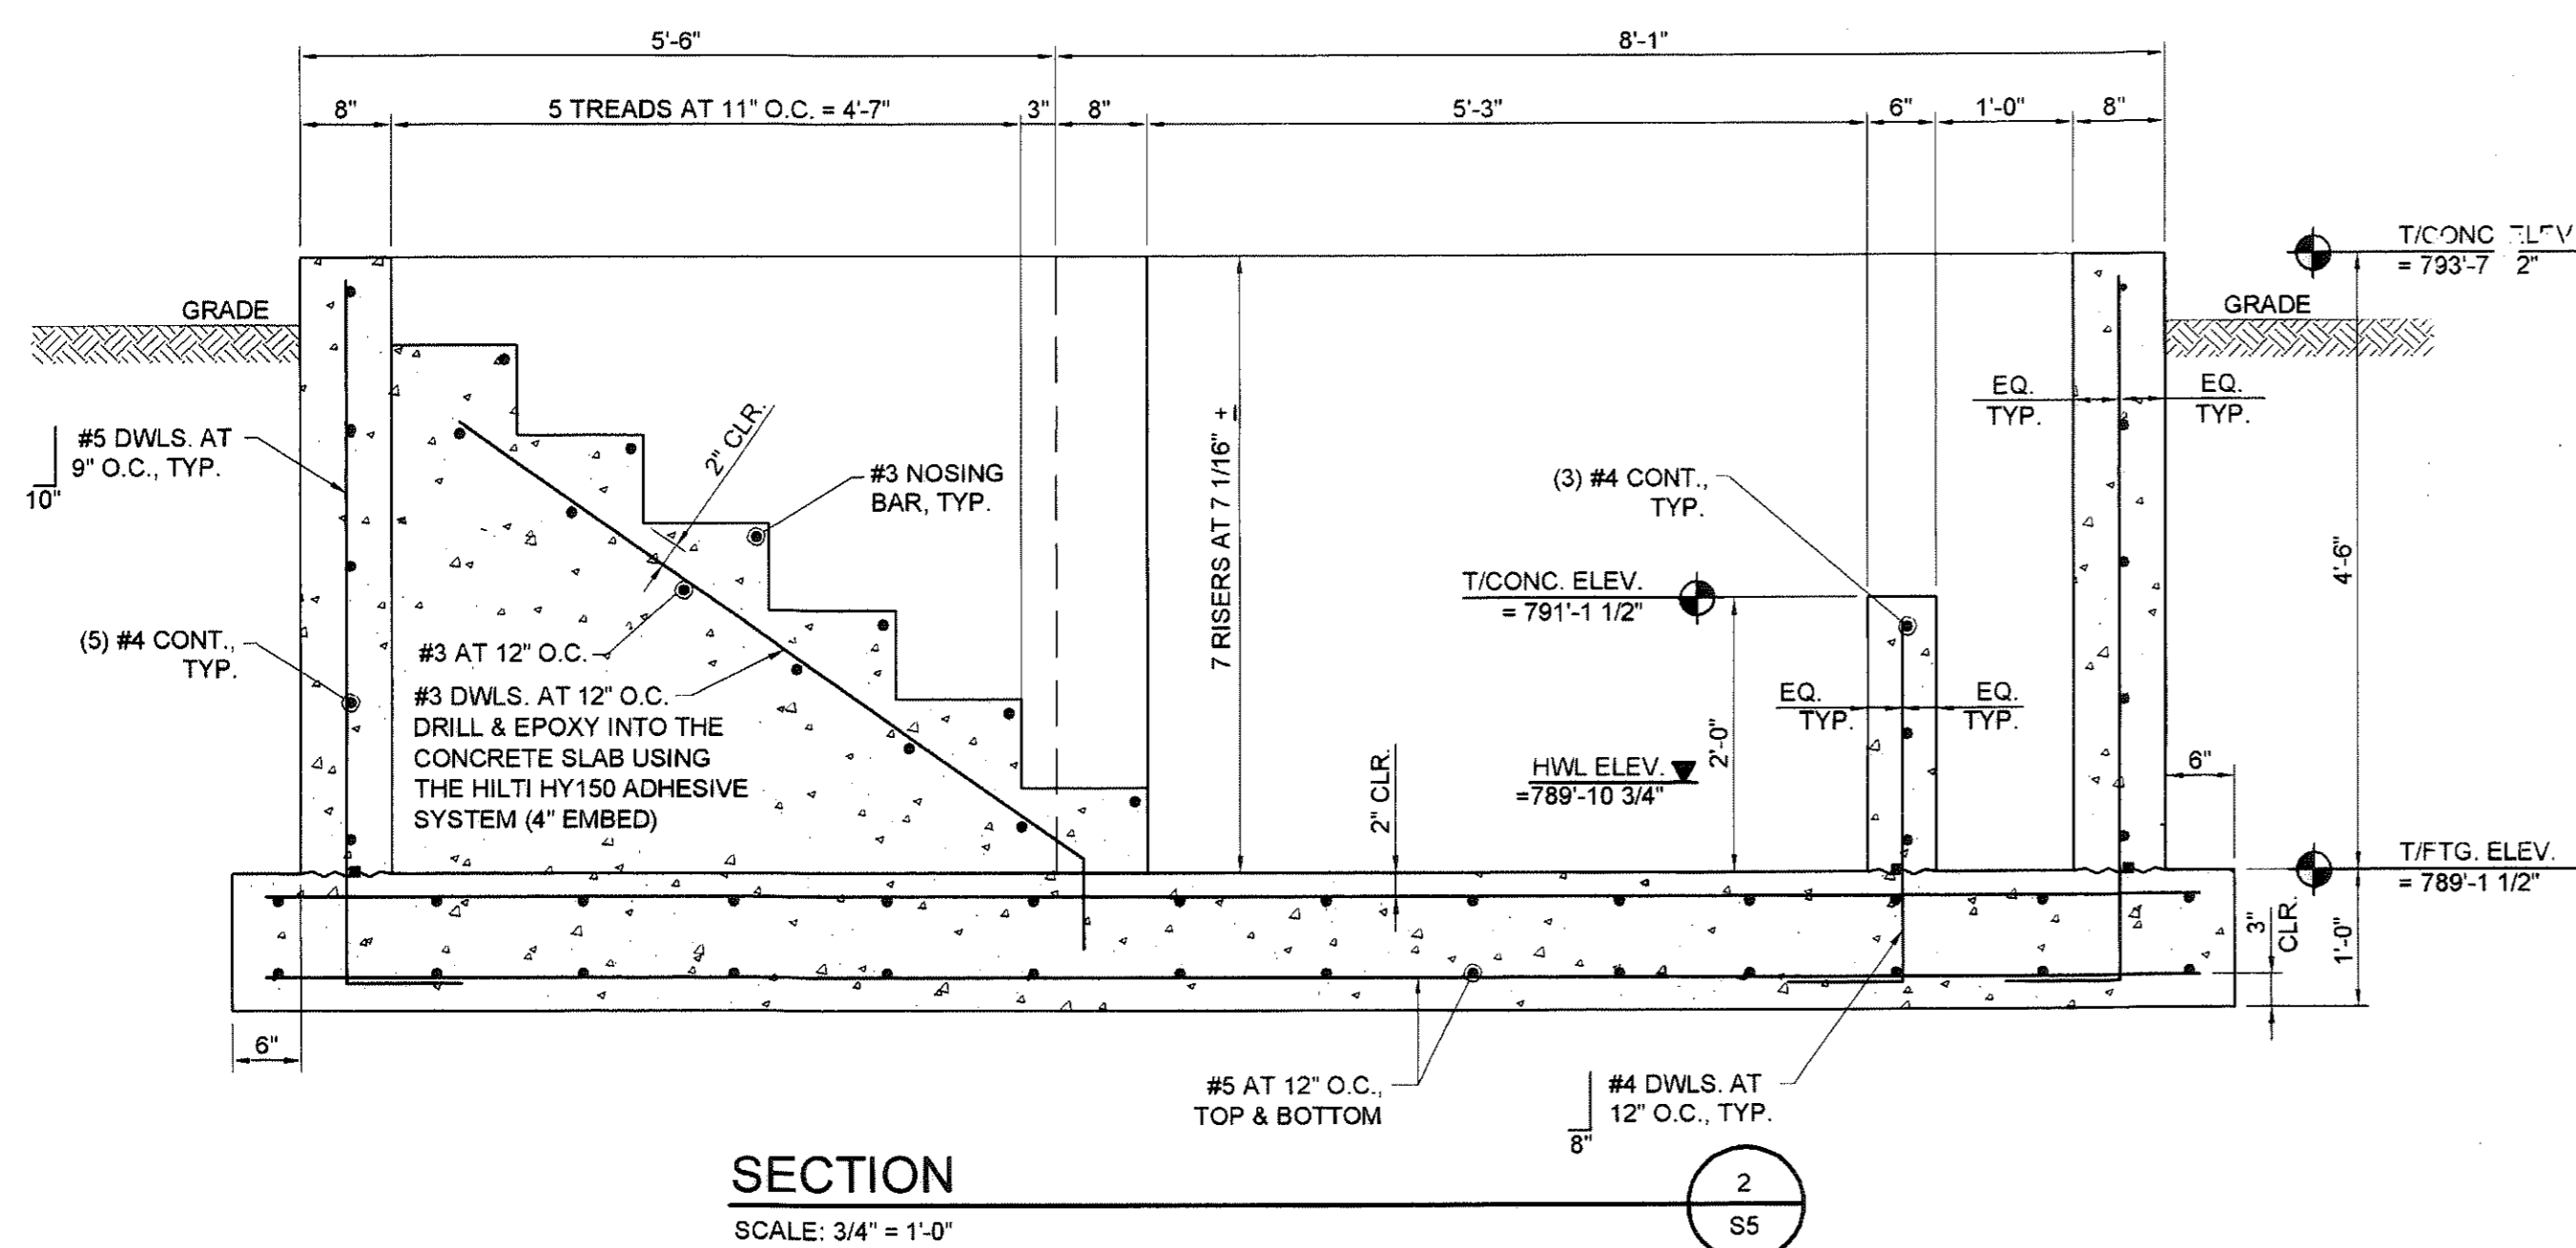 5'-6"
8'-1"
8"
5 TREADS AT 11" O.C. = 4'-7"
3"
8"
5'-3"
6"
1'-0"
8"
T/CONC
= 793'-7 2"
GRADE
GRADE
EQ.
TYP.
EQ.
TYP.
#5 DWLS. AT
9" O.C., TYP.
10"
2" CLR.
#3 NOSING
BAR, TYP.
7 RISERS AT 7 1/16" ±
(3) #4 CONT.,
TYP.
4'-6"
T/CONC. ELEV.
= 791'-1 1/2"
(5) #4 CONT.,
TYP.
#3 AT 12" O.C.
#3 DWLS. AT 12" O.C.
DRILL & EPOXY INTO THE
CONCRETE SLAB USING
THE HILTI HY150 ADHESIVE
SYSTEM (4" EMBED)
EQ.
TYP.
EQ.
TYP.
2'-0"
2" CLR.
HWL ELEV.
=789'-10 3/4"
6"
T/FTG. ELEV.
= 789'-1 1/2"
3"
CLR.
1'-0"
6"
#5 AT 12" O.C.,
TOP & BOTTOM
#4 DWLS. AT
12" O.C., TYP.
8"
SECTION
SCALE: 3/4" = 1'-0"
2
S5